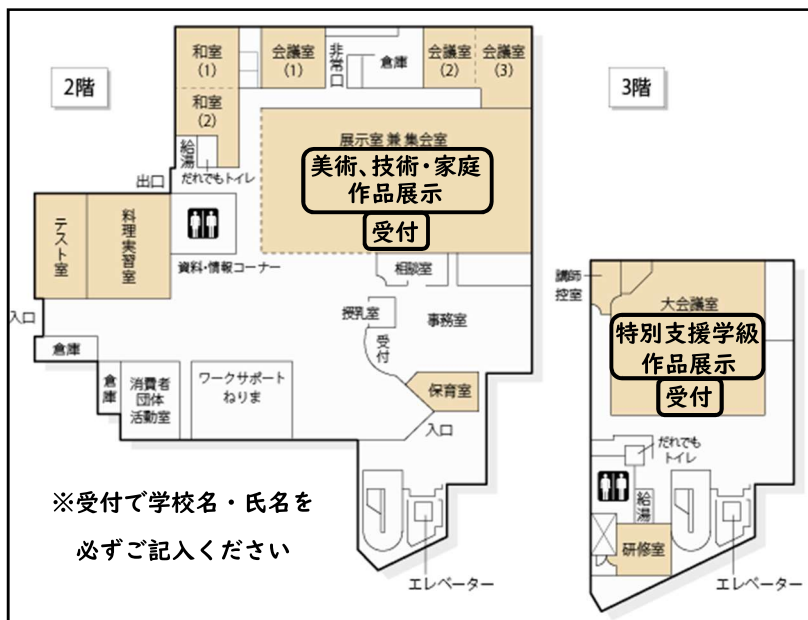 2階
和室
(1)
会議室
(1)
非常口
倉庫
会議室
(2)
会議室
(3)
和室
(2)
給湯
だれでもトイレ
展示室 兼 集会室
美術、技術・家庭
作品展示
受付
出口
テスト室
料理実習室
資料・情報コーナー
相談室
入口
授乳室
事務室
受付
倉庫
倉庫
消費者
団体
活動室
ワークサポート
ねりま
保育室
入口
※受付で学校名・氏名を
必ずご記入ください
エレベーター
3階
講師
控室
大会議室
特別支援学級
作品展示
受付
だれでも
トイレ
給湯
研修室
エレベーター